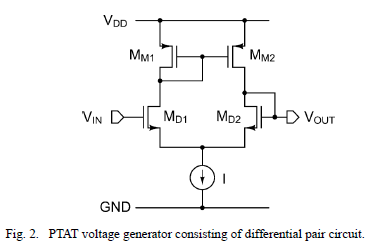 VDD
MM1 MM2
VIN MD1 MD2 VOUT
I
GND
Fig. 2. PTAT voltage generator consisting of differential pair circuit.